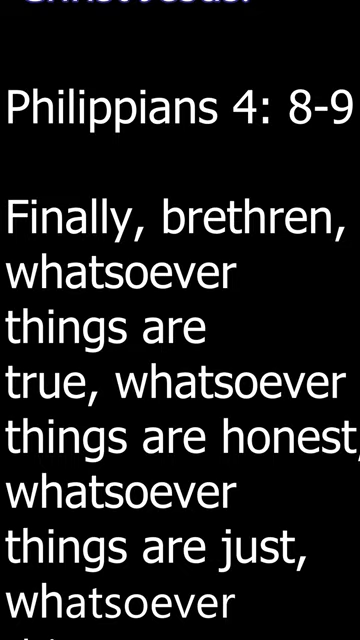 Philippians 4: 8-9
Finally, brethren,
whatsoever
things are
true, whatsoever
things are honest,
whatsoever
things are just,
whatsoever